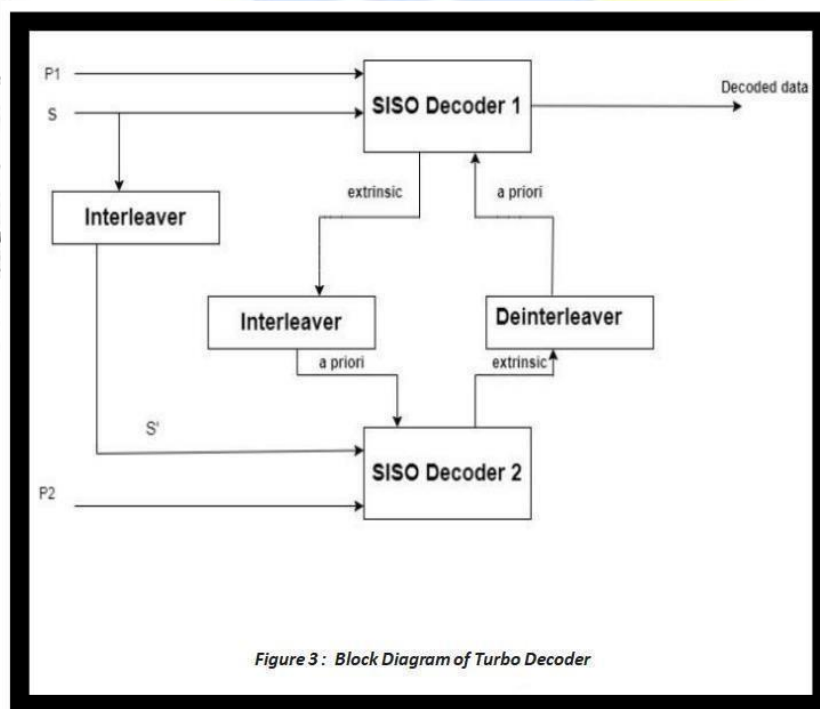 P1
S
SISO Decoder 1
Decoded data
Interleaver
extrinsic
a priori
Interleaver
Deinterleaver
a priori
extrinsic
S'
SISO Decoder 2
P2
Figure 3 : Block Diagram of Turbo Decoder